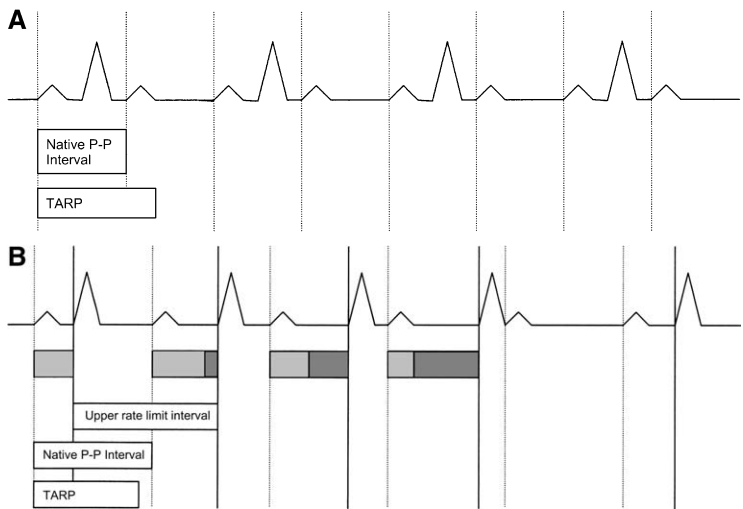 A
Native P-P
Interval
TARP
B
Upper rate limit interval
Native P-P Interval
TARP